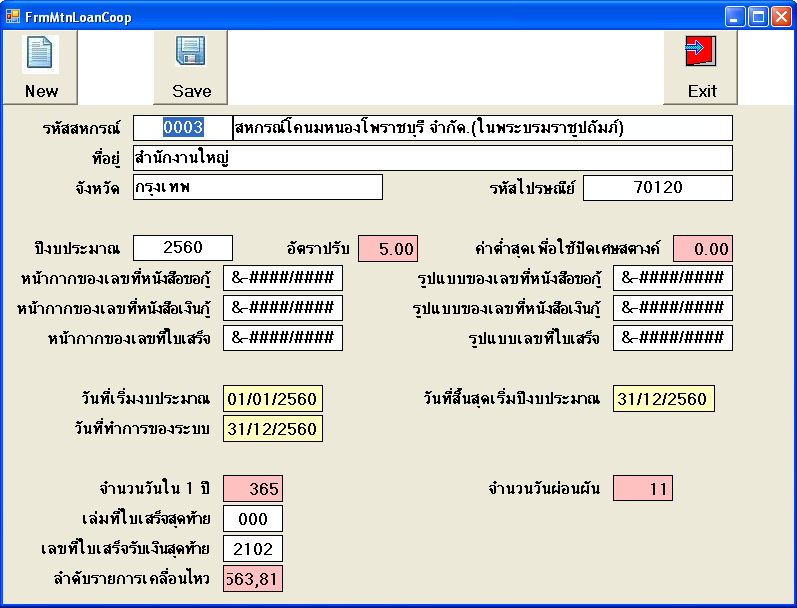 FrmMtnLoanCoop
New Save Exit
รหัสสหกรณ์ 0003 สหกรณ์โคนมหนองโพราชบุรี จำกัด.(ในพระบรมราชูปถัมภ์)
ที่อยู่ สำนักงานใหญ่
จังหวัด กรุงเทพ รหัสไปรษณีย์ 70120
ปีงบประมาณ 2560 อัตราปรับ 5.00 ค่าต่ำสุดเพื่อใช้ปัดเศษสตางค์ 0.00
หน้ากากของเลขที่หนังสือขอกู้ &-####/#### รูปแบบของเลขที่หนังสือขอกู้ &-####/####
หน้ากากของเลขที่หนังสือเงินกู้ &-####/#### รูปแบบของเลขที่หนังสือเงินกู้ &-####/####
หน้ากากของเลขที่ใบเสร็จ &-####/#### รูปแบบเลขที่ใบเสร็จ &-####/####
วันที่เริ่มงบประมาณ 01/01/2560 วันที่สิ้นสุดเริ่มปีงบประมาณ 31/12/2560
วันที่ทำการของระบบ 31/12/2560
จำนวนวันใน 1 ปี 365 จำนวนวันผ่อนผัน 11
เล่มที่ใบเสร็จสุดท้าย 000
เลขที่ใบเสร็จรับเงินสุดท้าย 2102
ลำดับรายการเคลื่อนไหว 563,81